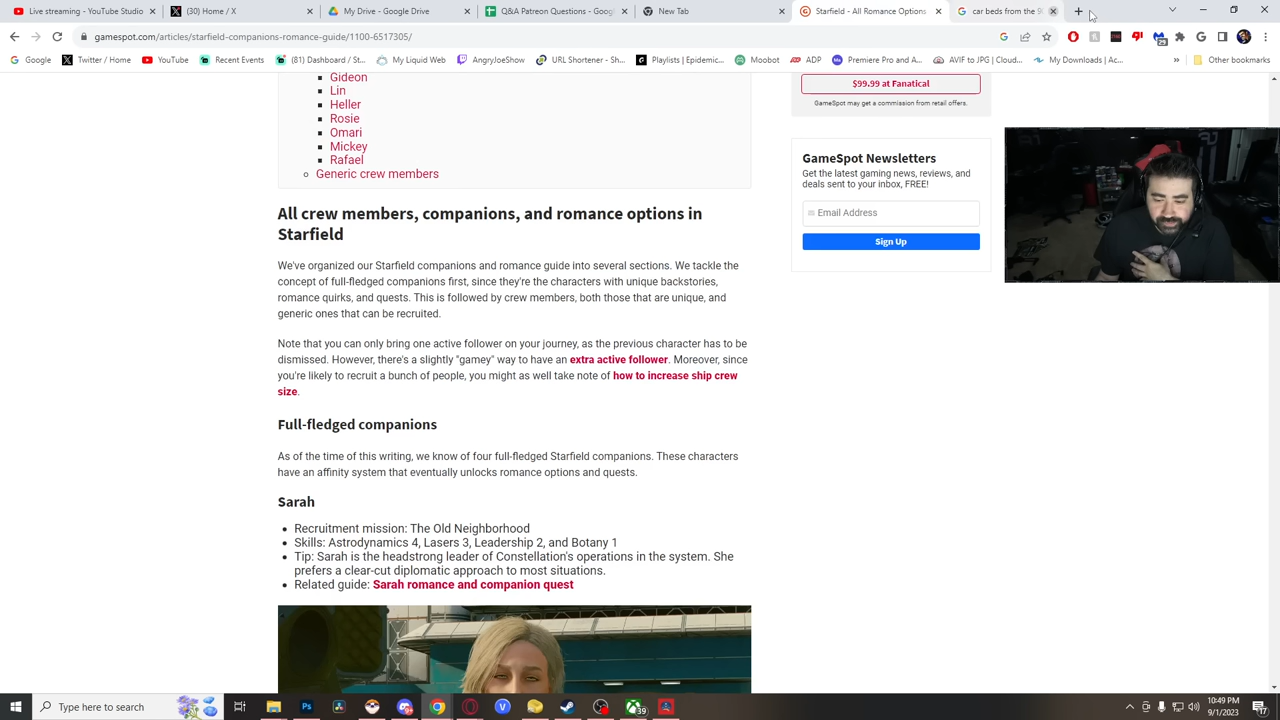 Live streaming - YouTube Studio
(30) Home / X
My Drive - Google Drive
Q&A Patreon Questions - Goog
New Tab
Starfield - All Romance Options
car beds from the 9
gamespot.com/articles/starfield-companions-romance-guide/1100-6517305/
25
Google
Twitter / Home
YouTube
Recent Events
(81) Dashboard / St...
My Liquid Web
AngryJoeShow
URL Shortener - Sh...
Playlists | Epidemic...
Moobot
ADP
Premiere Pro and A...
AVIF to JPG | Cloud...
My Downloads | Ac...
»
Other bookmarks
Gideon
Lin
Heller
Rosie
Omari
Mickey
Rafael
Generic crew members
$99.99 at Fanatical
GameSpot may get a commission from retail offers.
GameSpot Newsletters
Get the latest gaming news, reviews, and
deals sent to your inbox, FREE!
Email Address
Sign Up
All crew members, companions, and romance options in
Starfield
We've organized our Starfield companions and romance guide into several sections. We tackle the
concept of full-fledged companions first, since they're the characters with unique backstories,
romance quirks, and quests. This is followed by crew members, both those that are unique, and
generic ones that can be recruited.
Note that you can only bring one active follower on your journey, as the previous character has to be
dismissed. However, there's a slightly "gamey" way to have an extra active follower. Moreover, since
you're likely to recruit a bunch of people, you might as well take note of how to increase ship crew
size.
Full-fledged companions
As of the time of this writing, we know of four full-fledged Starfield companions. These characters
have an affinity system that eventually unlocks romance options and quests.
Sarah
Recruitment mission: The Old Neighborhood
Skills: Astrodynamics 4, Lasers 3, Leadership 2, and Botany 1
Tip: Sarah is the headstrong leader of Constellation's operations in the system. She
prefers a clear-cut diplomatic approach to most situations.
Related guide: Sarah romance and companion quest
Type here to search
39
10:49 PM
9/1/2023
17